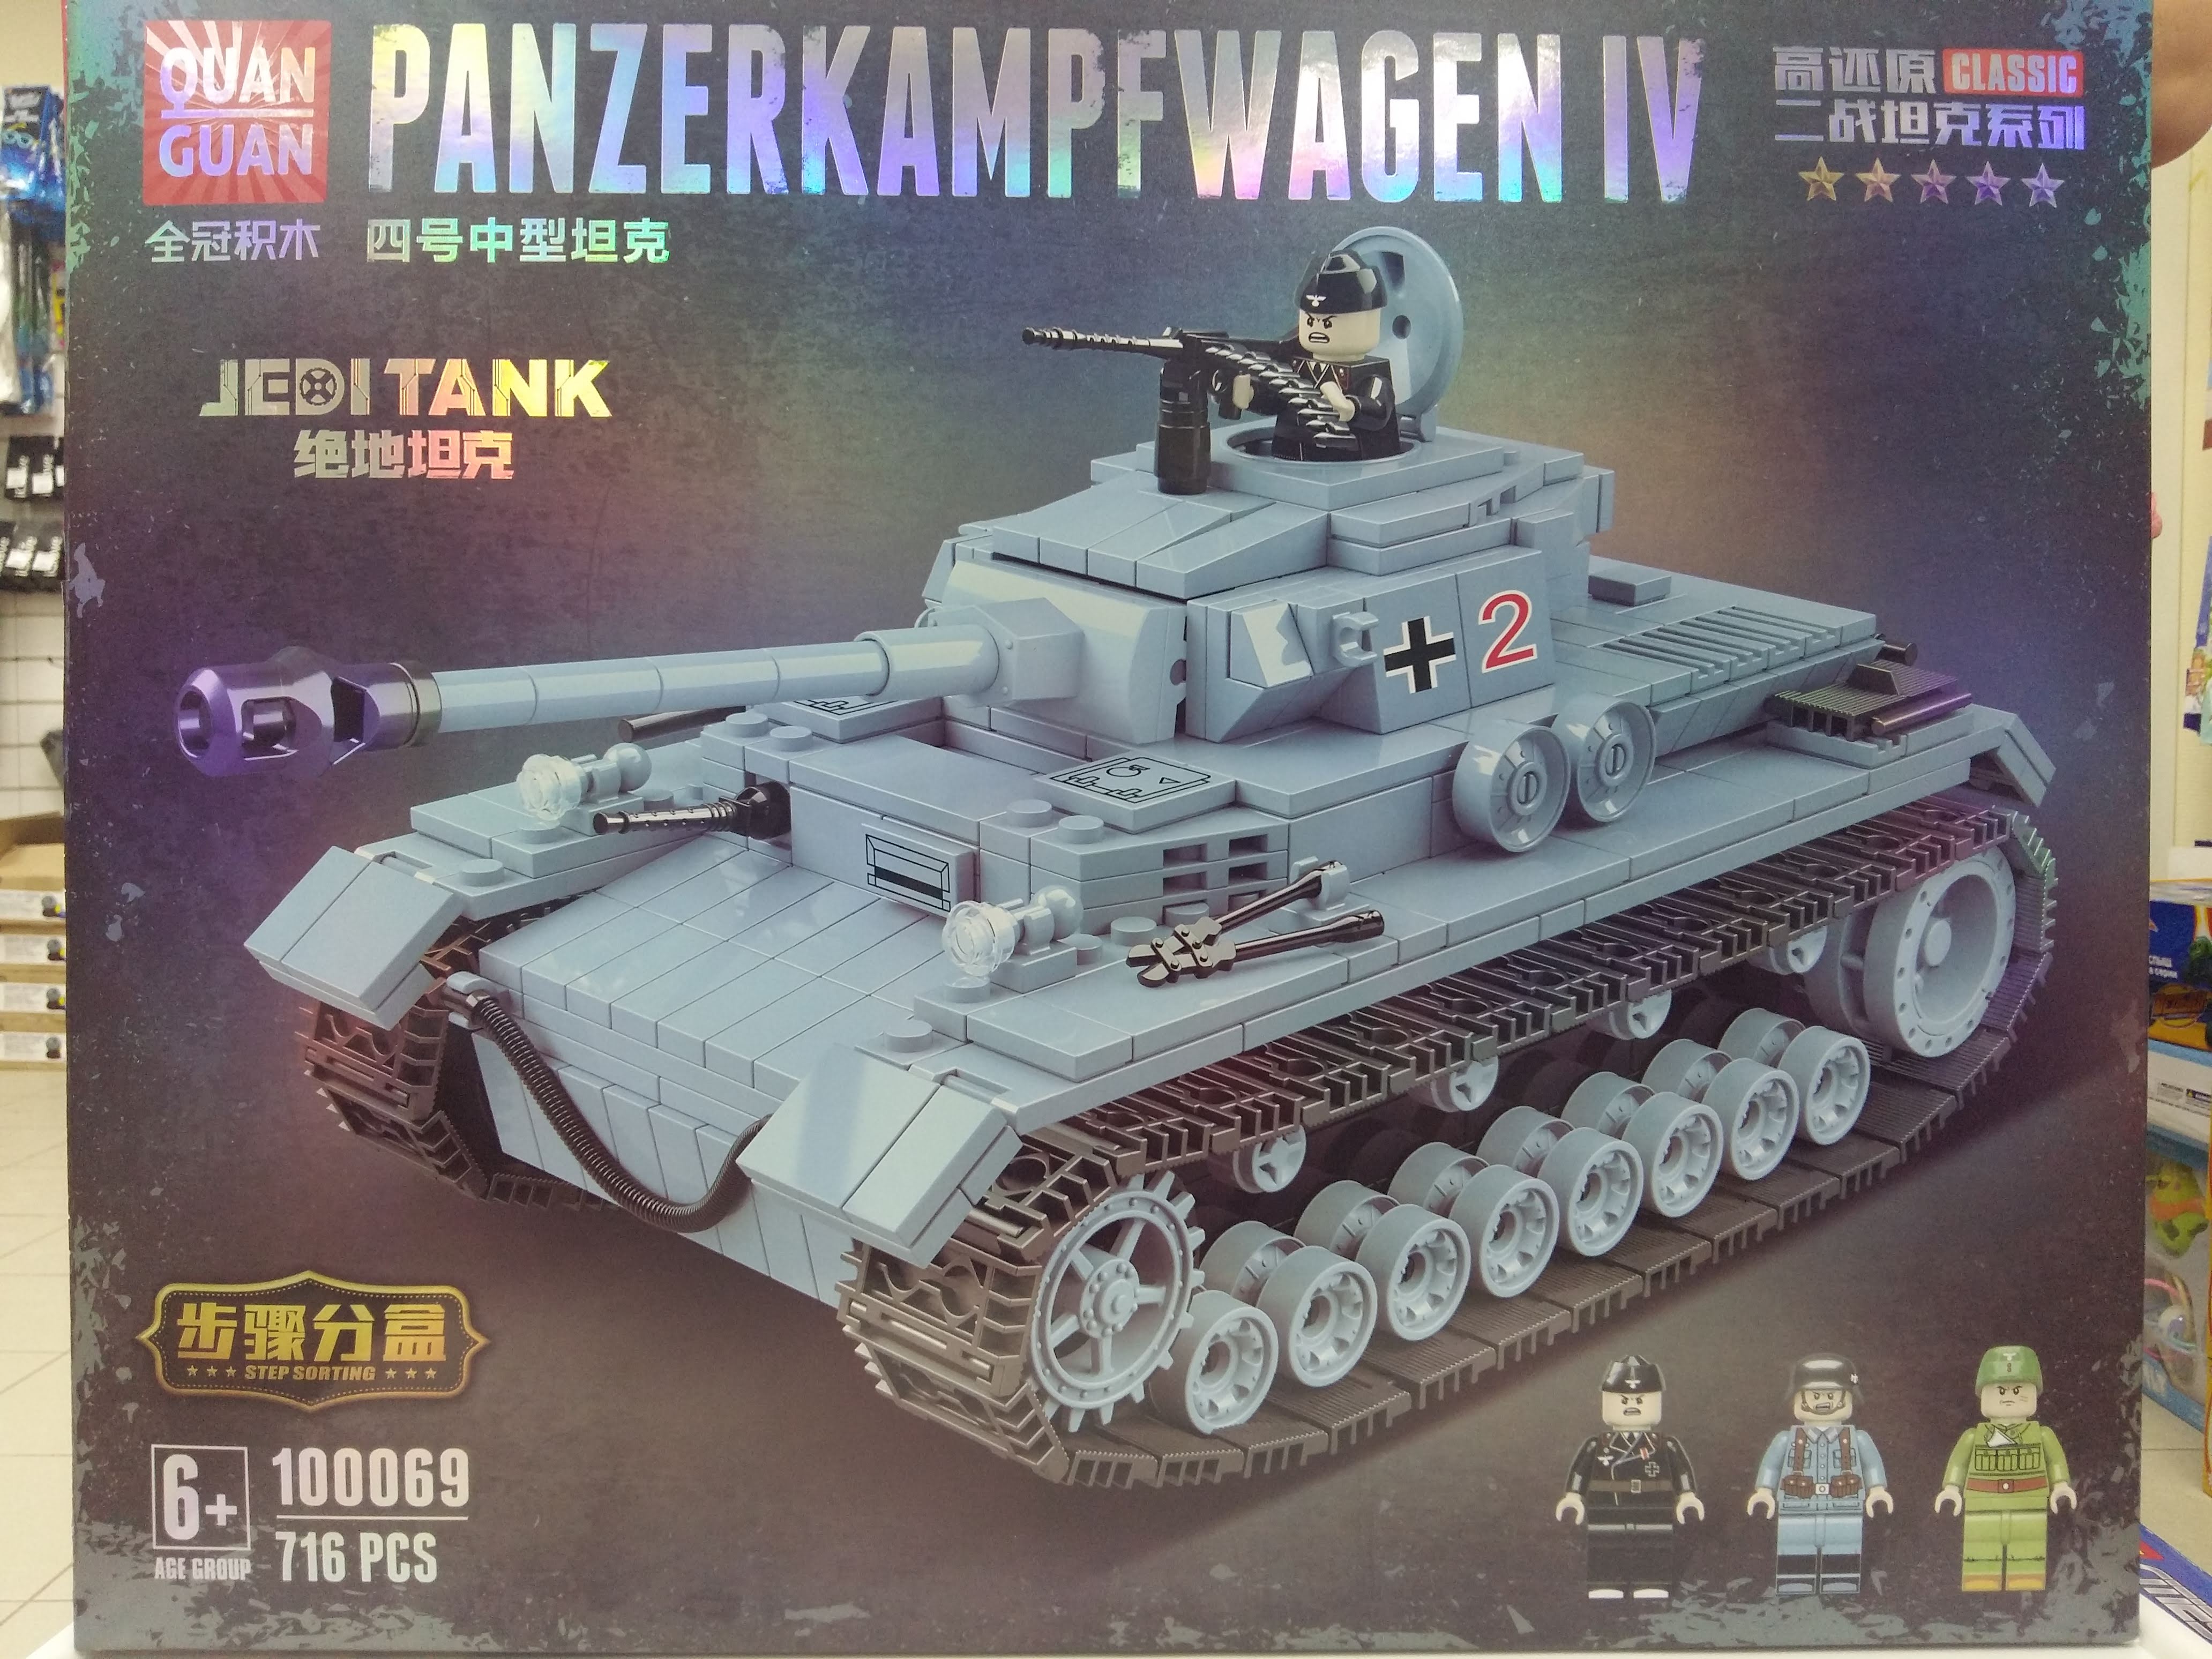 QUAN
GUAN
全冠积木
PANZERKAMPFWAGEN IV
四号中型坦克
高还原 CLASSIC
二战坦克系列
JEDI TANK
绝地坦克
2
步骤分盒
STEP SORTING
6+
AGE GROUP
100069
716 PCS